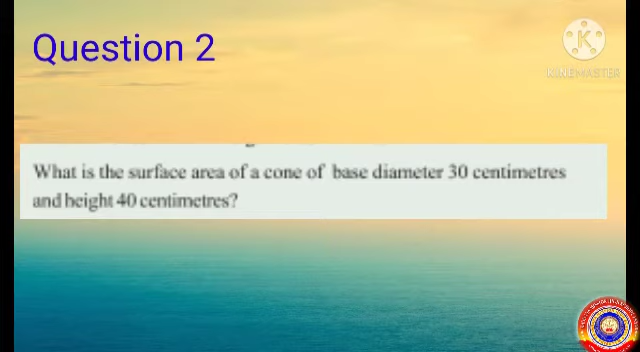 Question 2
KINEMASTER
What is the surface area of a cone of base diameter 30 centimetres
and height 40 centimetres?